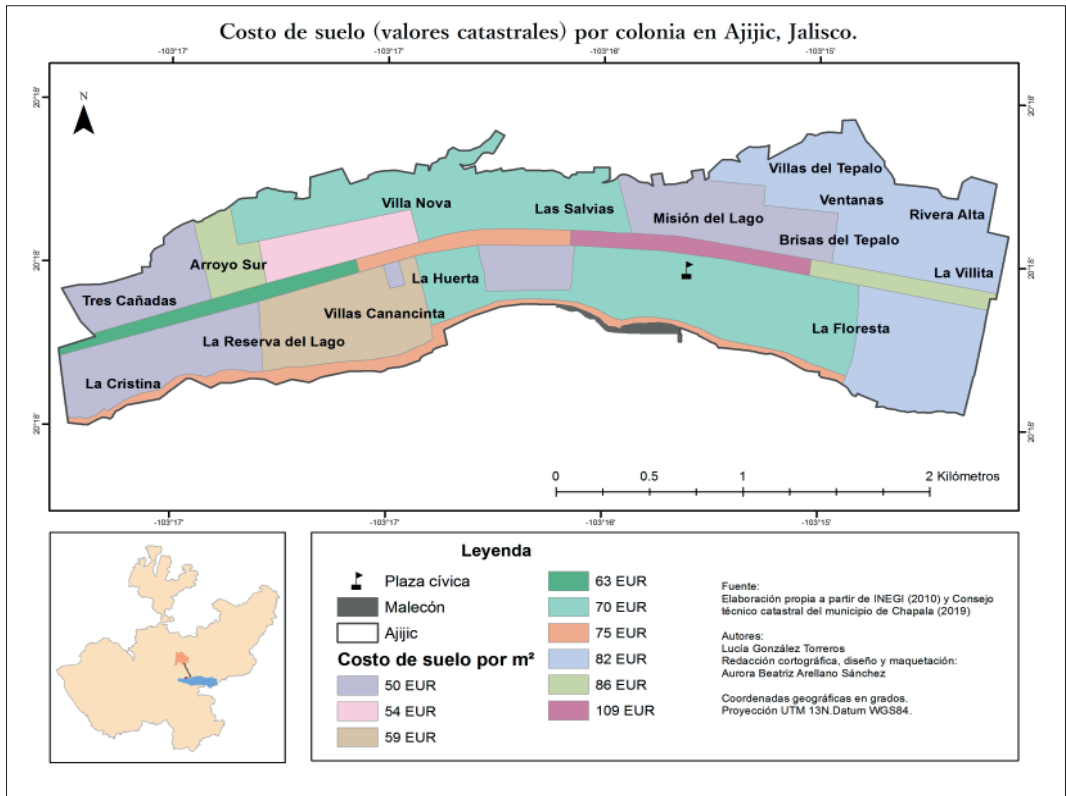 Costo de suelo (valores catastrales) por colonia en Ajijic, Jalisco.
-103°17'
-103°17'
-103°16'
-103°15'
20°18'
20°18'
N
Villas del Tepalo
Villa Nova
Ventanas
Las Salvias
Misión del Lago
Rivera Alta
Brisas del Tepalo
Arroyo Sur
20°18'
20°18'
La Huerta
La Villita
Tres Cañadas
Villas Canancinta
La Floresta
La Reserva del Lago
La Cristina
20°18'
20°18'
0 0.5 1 2 Kilómetros
-103°17'
-103°17'
-103°16'
-103°15'
Leyenda
Plaza cívica
Malecón
Ajijic
Costo de suelo por m²
50 EUR
54 EUR
59 EUR
63 EUR
70 EUR
75 EUR
82 EUR
86 EUR
109 EUR
Fuente:
Elaboración propia a partir de INEGI (2010) y Consejo
técnico catastral del municipio de Chapala (2019)
Autores:
Lucía González Torreros
Redacción cortográfica, diseño y maquetación:
Aurora Beatriz Arellano Sánchez
Coordenadas geográficas en grados.
Proyección UTM 13N.Datum WGS84.